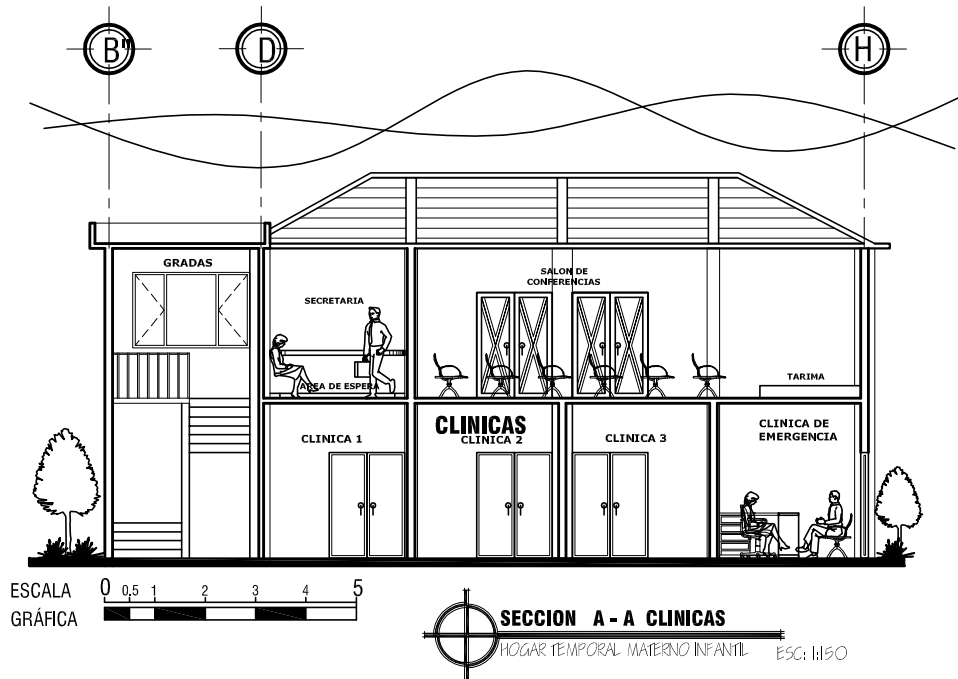 B" D H
GRADAS
SECRETARIA
SALON DE
CONFERENCIAS
AREA DE ESPERA
TARIMA
CLINICAS
CLINICA 1
CLINICA 2
CLINICA 3
CLINICA DE
EMERGENCIA
ESCALA
GRÁFICA
0 0,5 1 2 3 4 5
SECCION A - A CLINICAS
HOGAR TEMPORAL MATERNO INFANTIL
ESC: 1:150